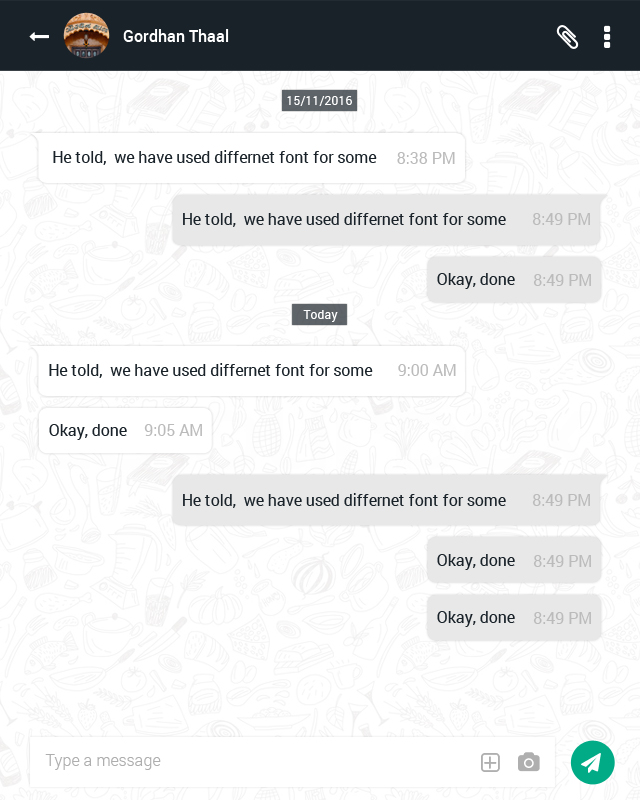 Gordhan Thaal
15/11/2016
He told, we have used differnet font for some 8:38 PM
He told, we have used differnet font for some 8:49 PM
Okay, done 8:49 PM
Today
He told, we have used differnet font for some 9:00 AM
Okay, done 9:05 AM
He told, we have used differnet font for some 8:49 PM
Okay, done 8:49 PM
Okay, done 8:49 PM
Type a message